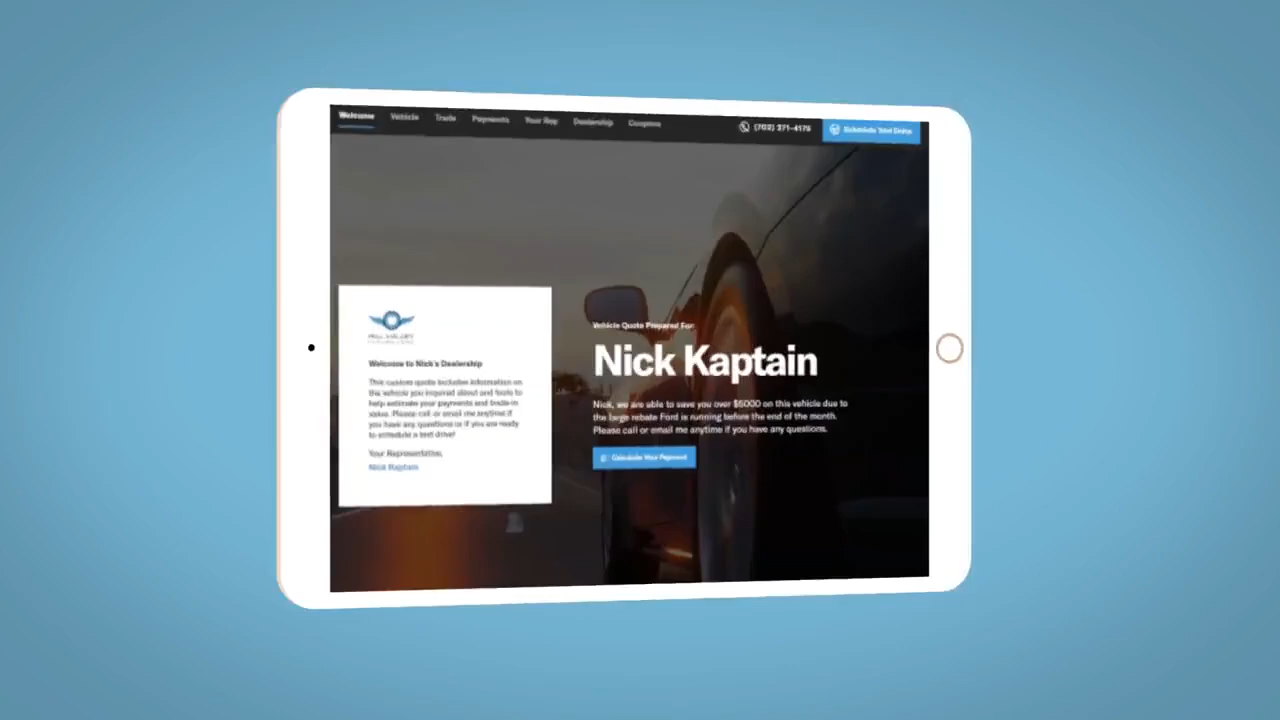 Welcome Vehicle Trade Payments Your Rep Dealership Coupons (702) 271-4175 Schedule Test Drive
Welcome to Nick's Dealership
This custom quote includes information on
the vehicle you inquired about and tools to
help estimate your payments and trade-in
value. Please call or email me anytime if
you have any questions or if you are ready
to schedule a test drive!
Your Representative,
Nick Kaptain
Vehicle Quote Prepared For:
Nick Kaptain
Nick, we are able to save you over $5000 on this vehicle due to
the large rebate Ford is running before the end of the month.
Please call or email me anytime if you have any questions.
Calculate Your Payment